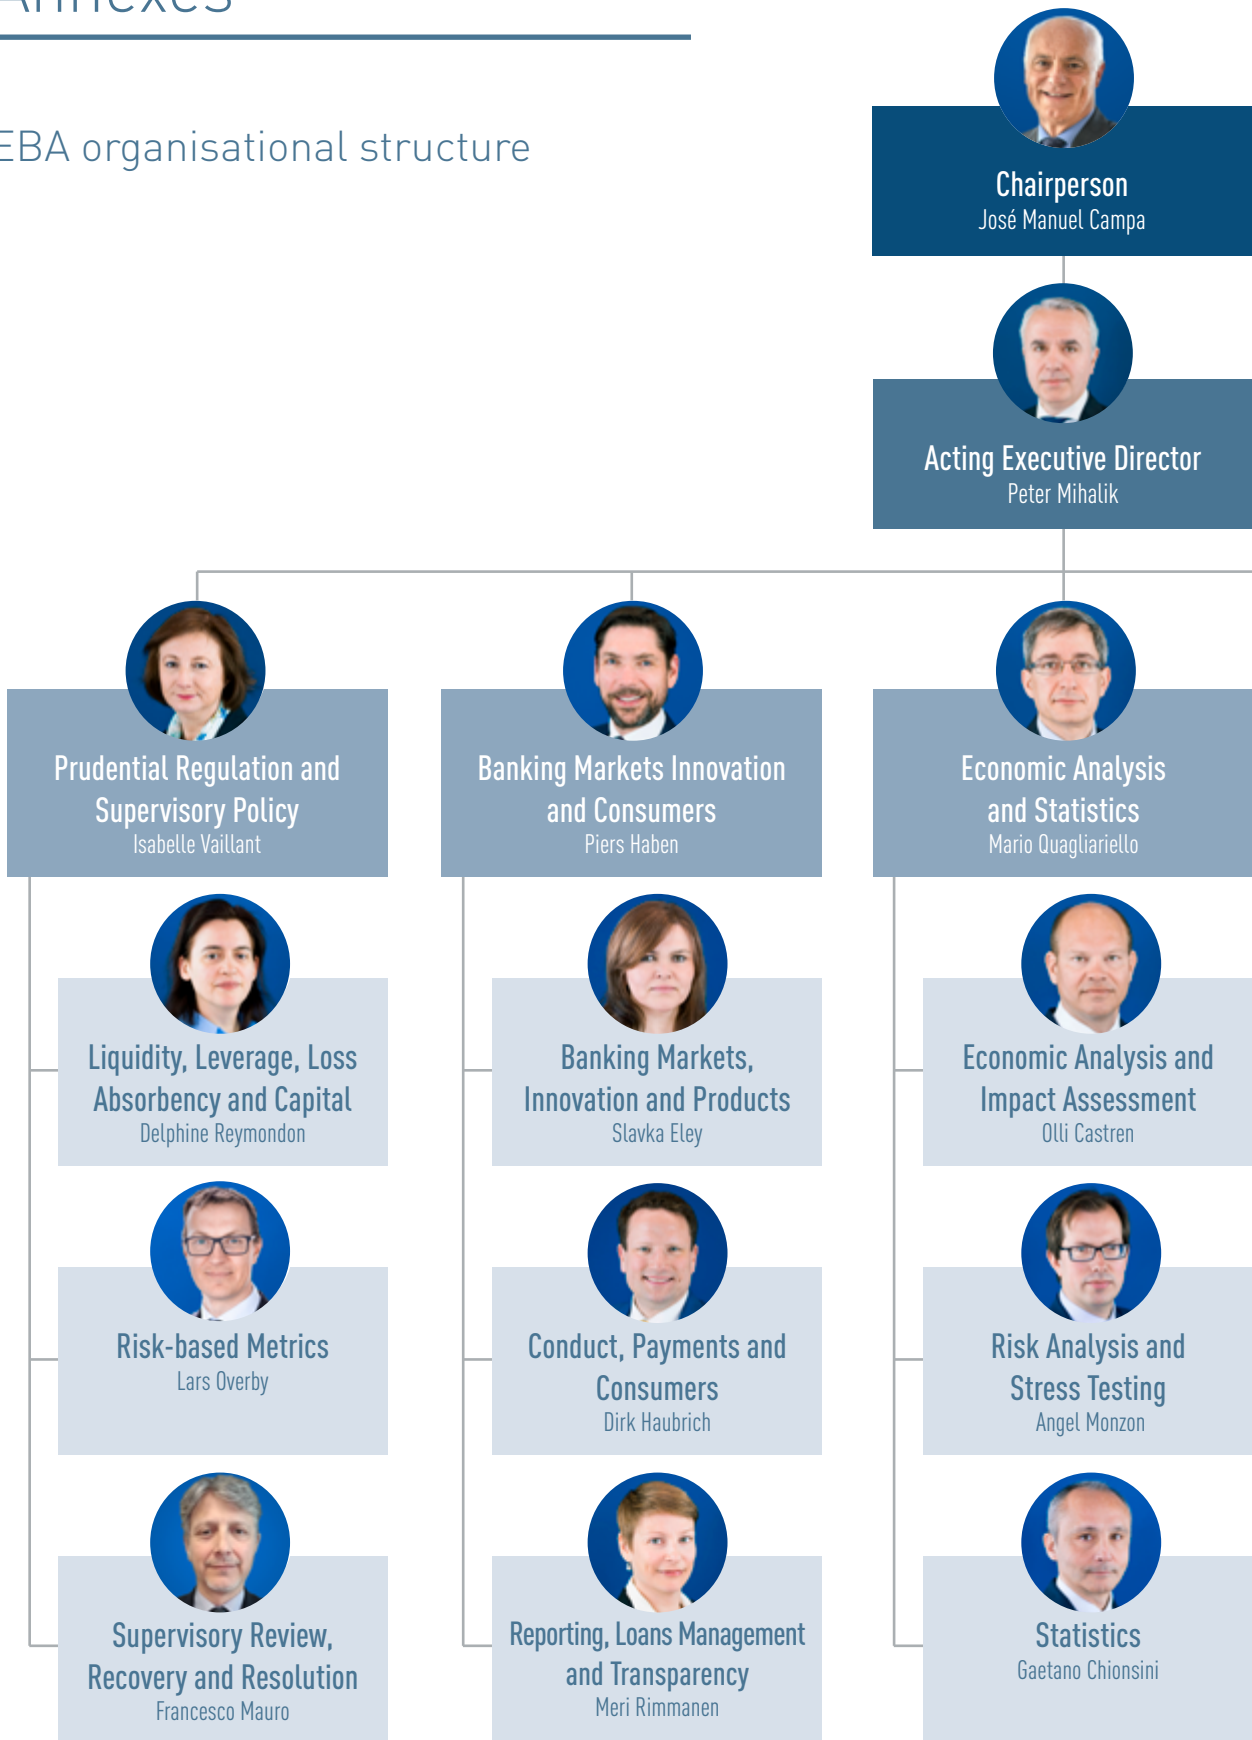 Annexes
EBA organisational structure
Chairperson
José Manuel Campa
Acting Executive Director
Peter Mihalik
Prudential Regulation and
Supervisory Policy
Isabelle Vaillant
Liquidity, Leverage, Loss
Absorbency and Capital
Delphine Reymondon
Risk-based Metrics
Lars Overby
Supervisory Review,
Recovery and Resolution
Francesco Mauro
Banking Markets Innovation
and Consumers
Piers Haben
Banking Markets,
Innovation and Products
Slavka Eley
Conduct, Payments and
Consumers
Dirk Haubrich
Reporting, Loans Management
and Transparency
Meri Rimmanen
Economic Analysis
and Statistics
Mario Quagliariello
Economic Analysis and
Impact Assessment
Olli Castren
Risk Analysis and
Stress Testing
Angel Monzon
Statistics
Gaetano Chionsini